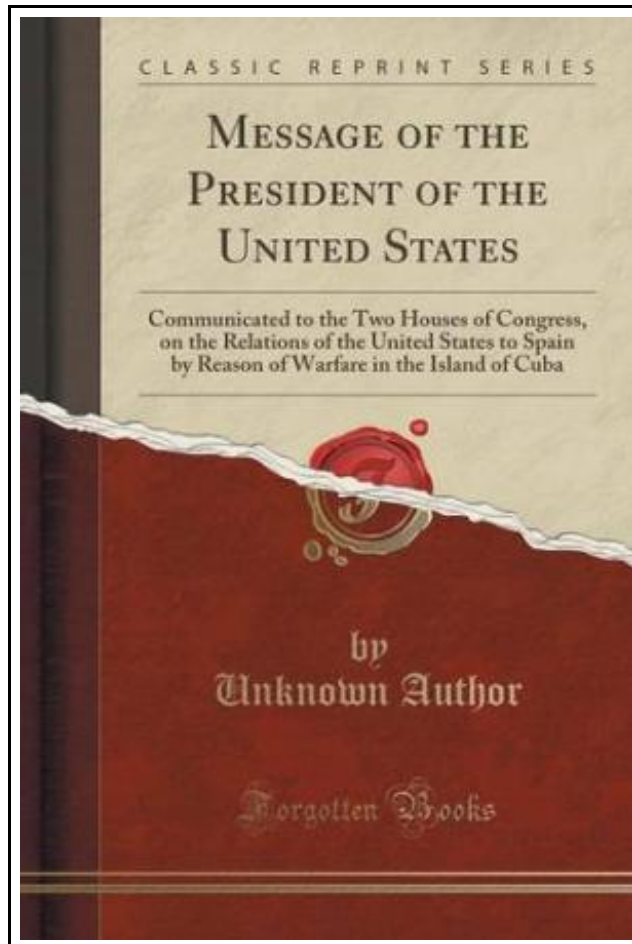 CLASSIC REPRINT SERIES
MESSAGE OF THE
PRESIDENT OF THE
UNITED STATES
Communicated to the Two Houses of Congress,
on the Relations of the United States to Spain
by Reason of Warfare in the Island of Cuba
F
by
Unknown Author
Forgotten Books